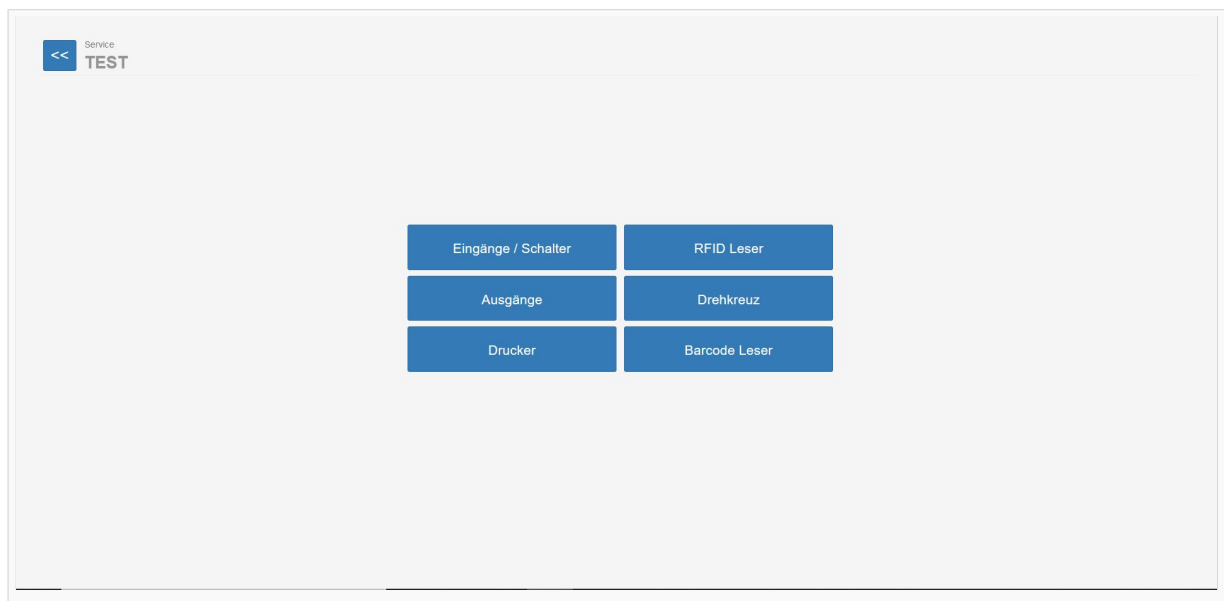 <<
Service
TEST
Eingänge / Schalter
RFID Leser
Ausgänge
Drehkreuz
Drucker
Barcode Leser